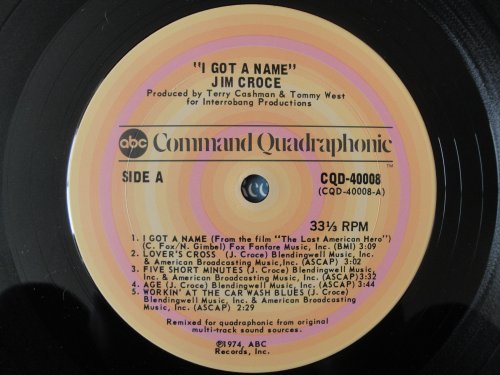 "I GOT A NAME"
JIM CROCE
Produced by Terry Cashman & Tommy West
for Interrobang Productions
abc Command Quadraphonic
TM
SIDE A
CQD-40008
(CQD-40008-A)
33⅓ RPM
1. I GOT A NAME (From the film "The Last American Hero")
(C. Fox/N. Gimbel) Fox Fanfare Music, Inc. (BMI) 3:09
2. LOVER'S CROSS (J. Croce) Blendingwell Music, Inc.
& American Broadcasting Music, Inc. (ASCAP) 3:02
3. FIVE SHORT MINUTES (J. Croce) Blendingwell Music,
Inc. & American Broadcasting Music, Inc. (ASCAP) 3:32
4. AGE (J. Croce) Blendingwell Music, Inc. & American
Broadcasting Music, Inc. (ASCAP) 3:44
5. WORKIN' AT THE CAR WASH BLUES (J. Croce)
Blendingwell Music, Inc. & American Broadcasting
Music, Inc. (ASCAP) 2:29
Remixed for quadraphonic from original
multi-track sound sources.
℗1974, ABC
Records, Inc.